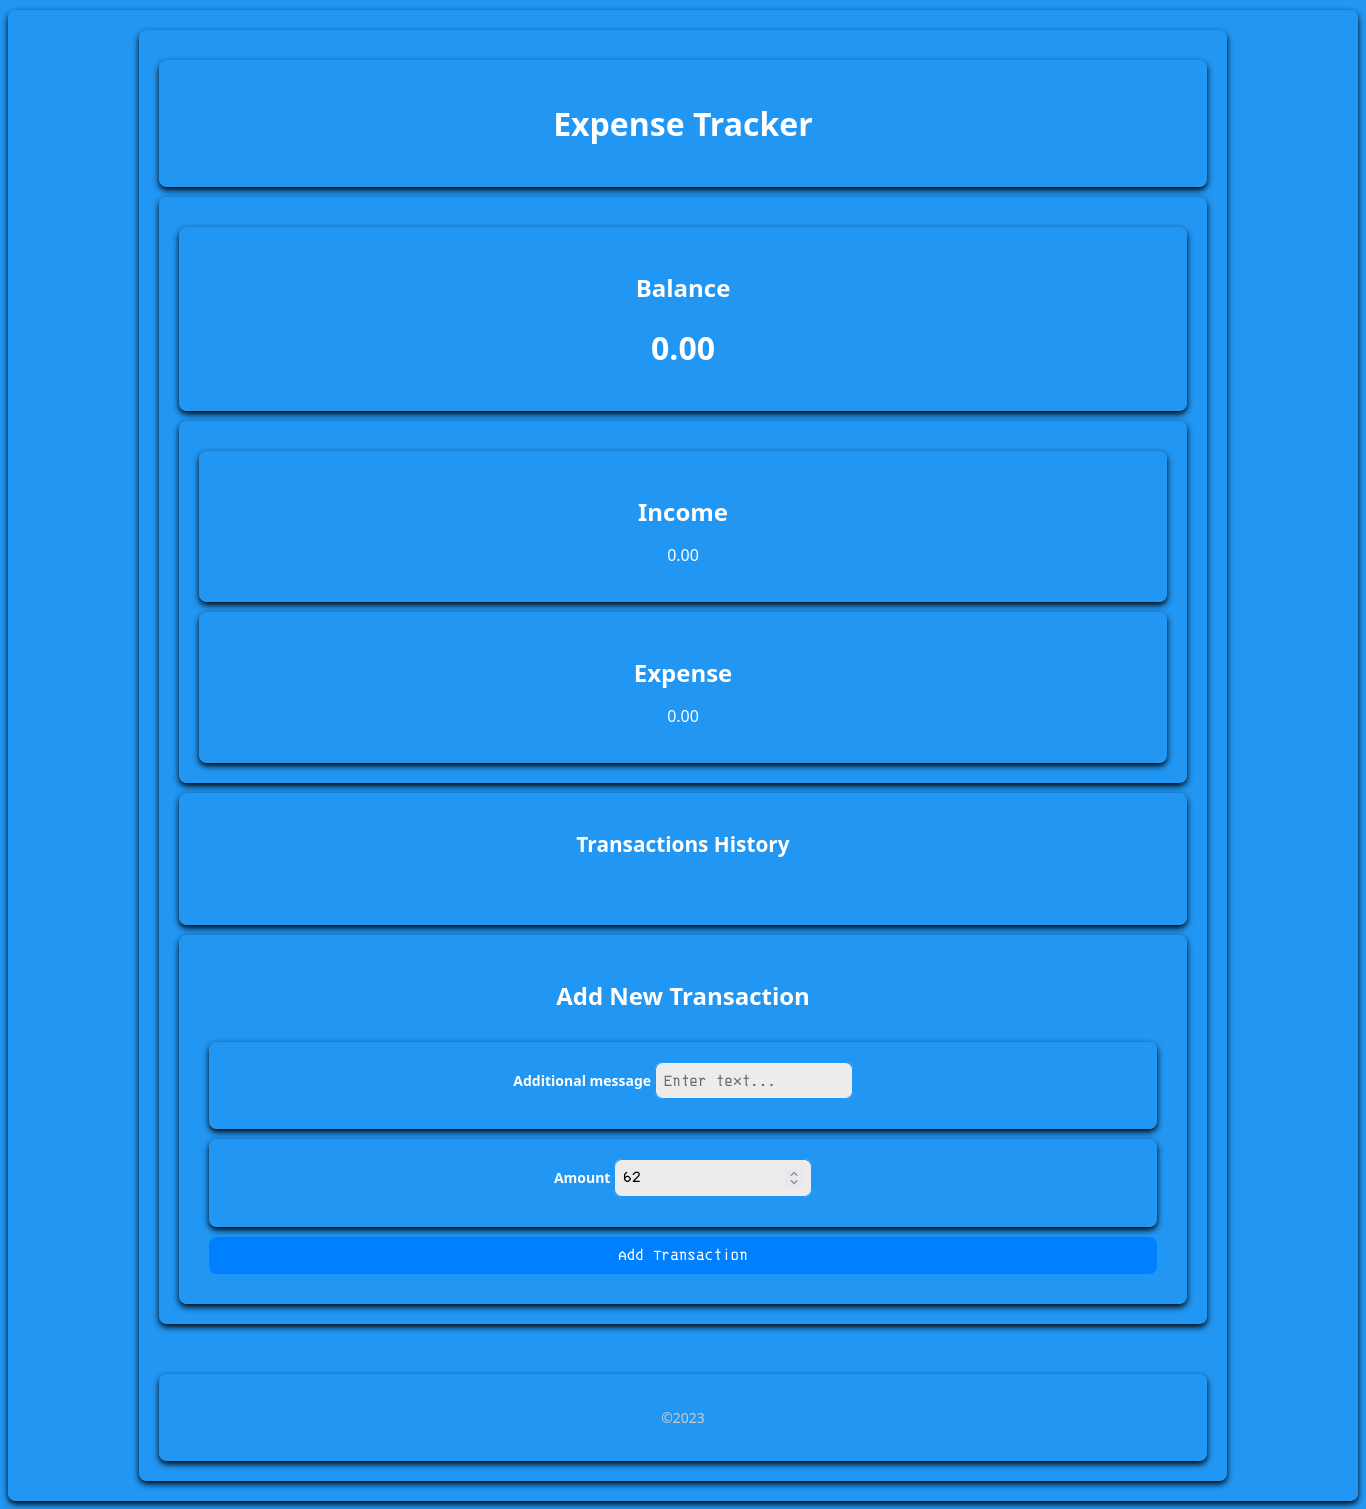 Expense Tracker
Balance
0.00
Income
0.00
Expense
0.00
Transactions History
Add New Transaction
Additional message Enter text...
Amount 62
Add Transaction
©2023